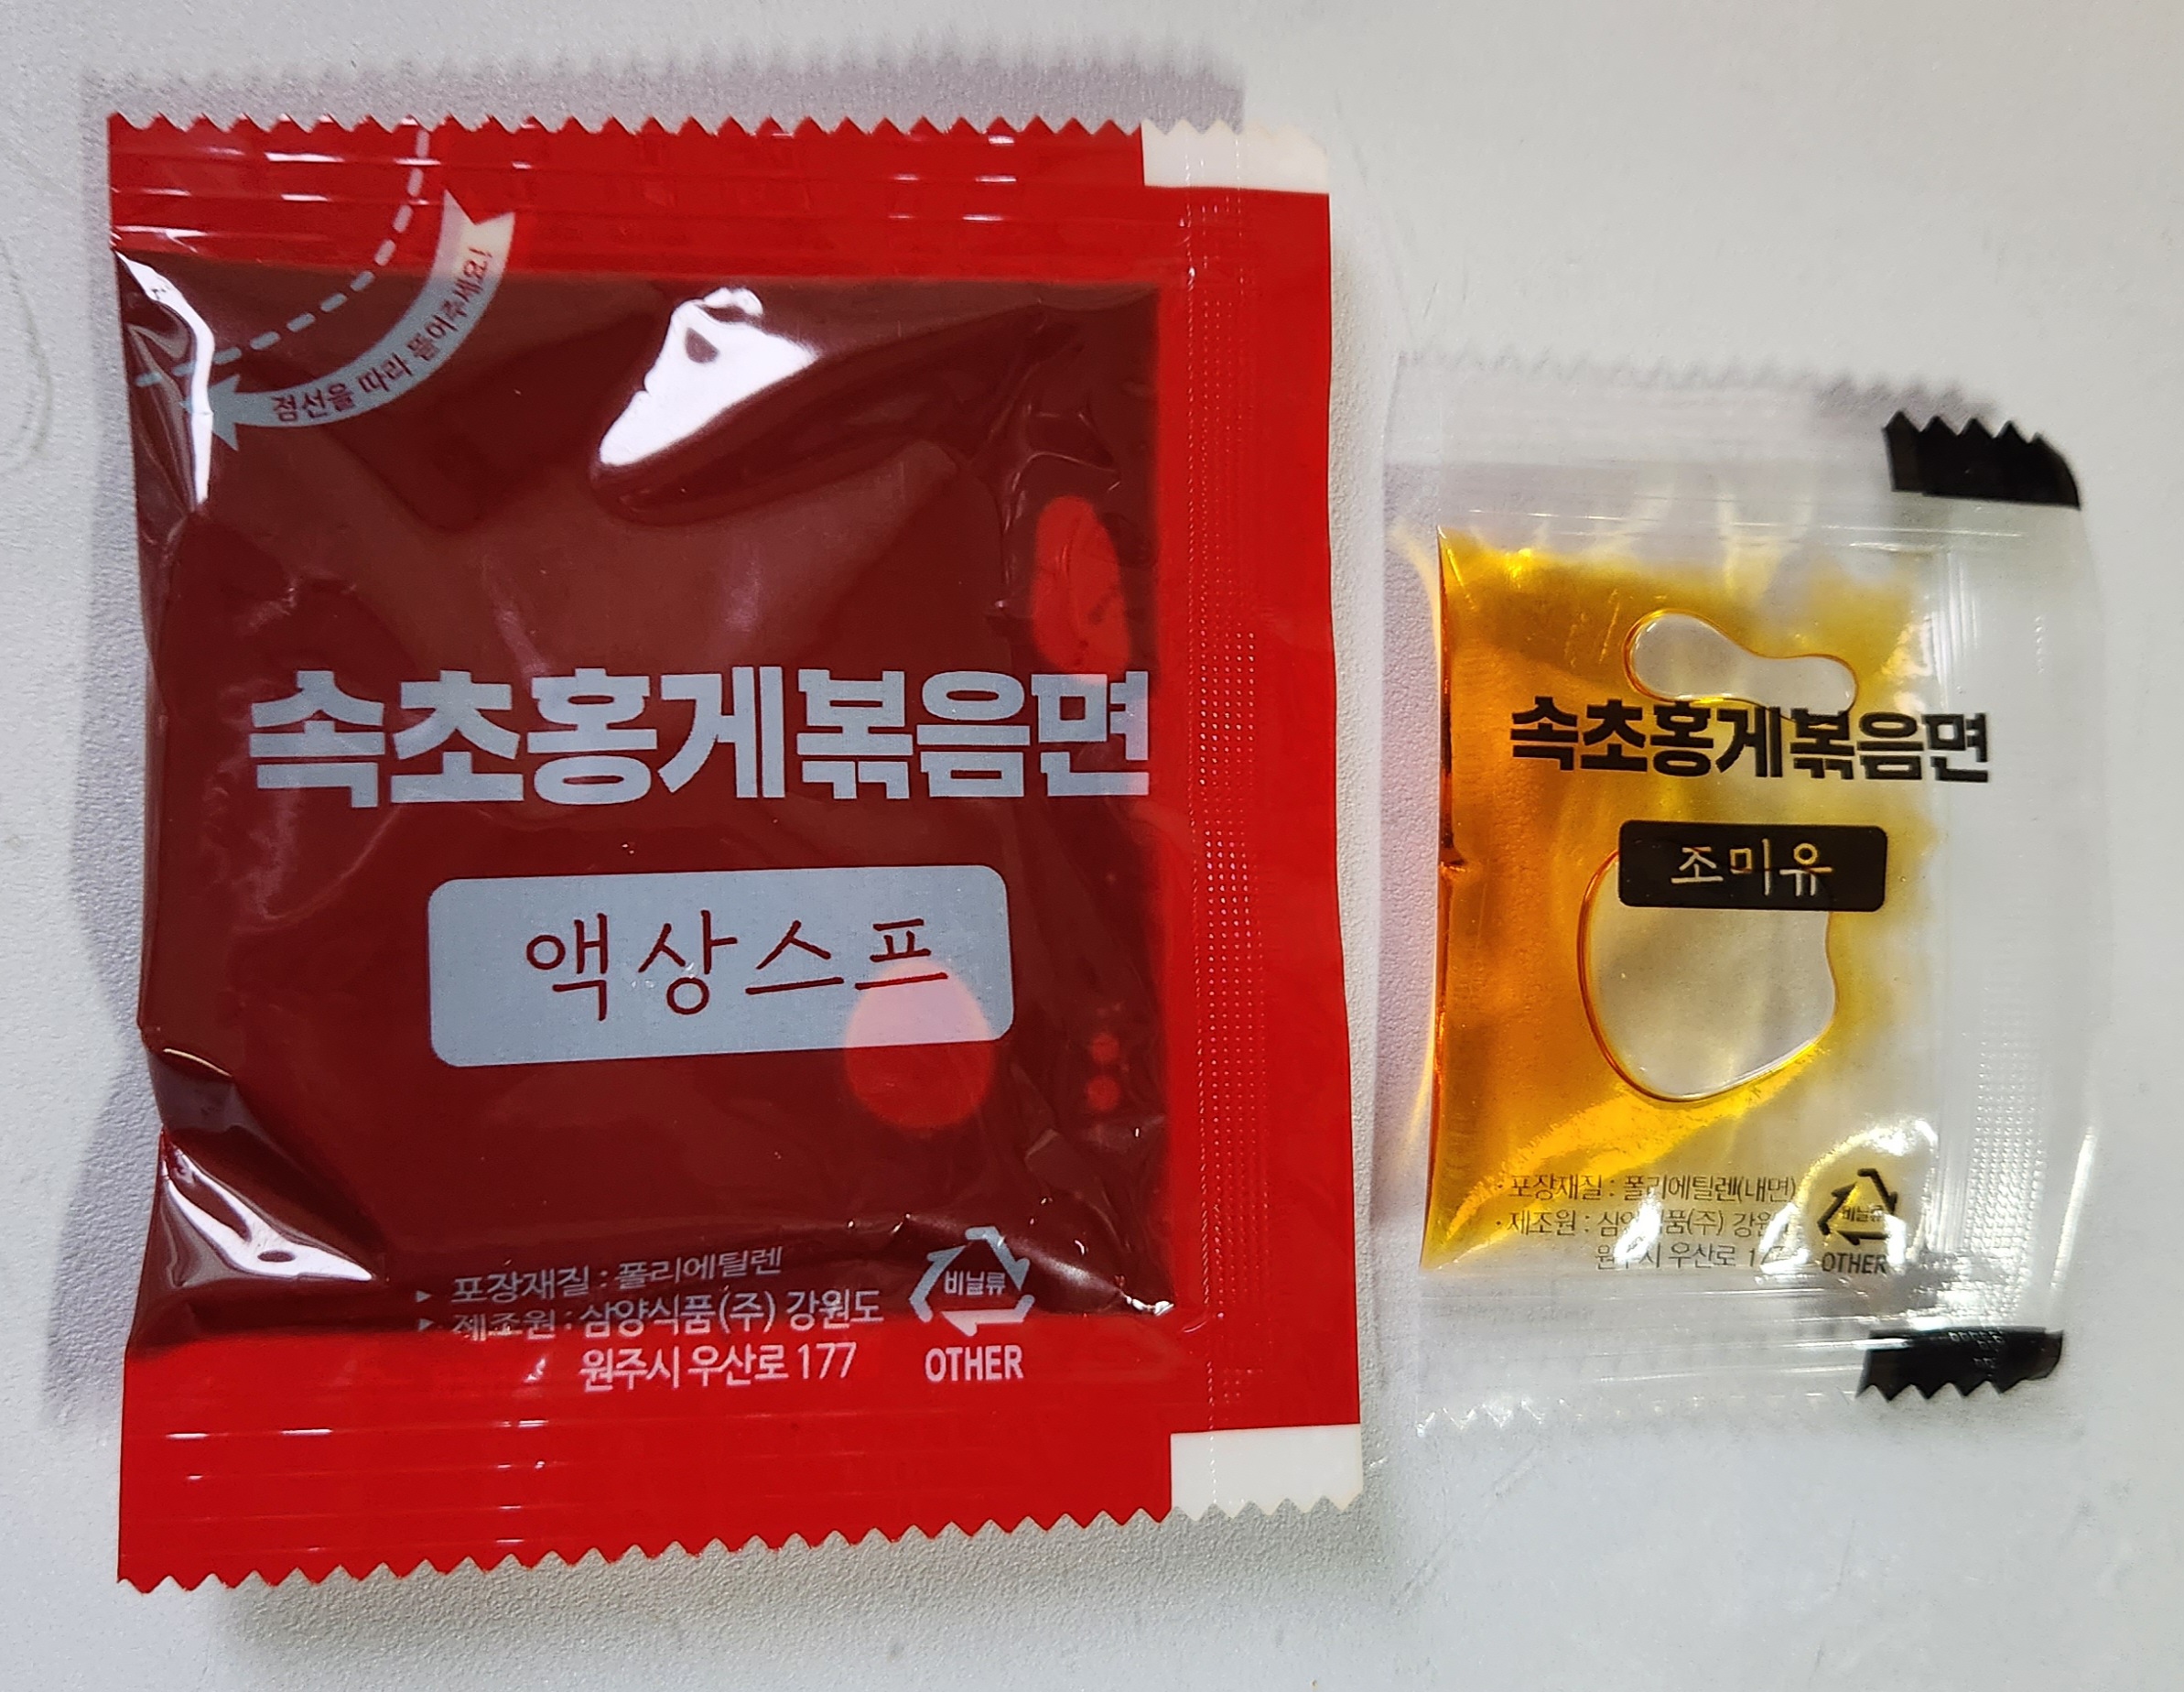 점선을 따라 뜯어주세요!
속초홍게볶음면
액상스프
▸ 포장재질 : 폴리에틸렌
▸ 제조원 : 삼양식품(주) 강원도
원주시 우산로 177
비닐류
OTHER
속초홍게볶음면
조미유
· 포장재질 : 폴리에틸렌(내면)
· 제조원 : 삼양식품(주) 강원도
원주시 우산로
비닐류
OTHER